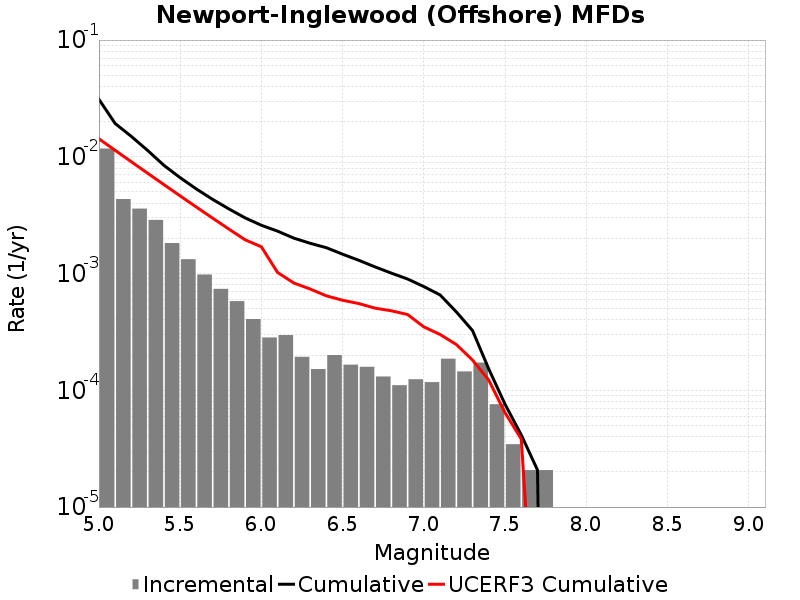 Newport-Inglewood (Offshore) MFDs
10-1
10-2
10-3
10-4
10-5
Rate (1/yr)
5.0 5.5 6.0 6.5 7.0 7.5 8.0 8.5 9.0
Magnitude
Incremental Cumulative UCERF3 Cumulative